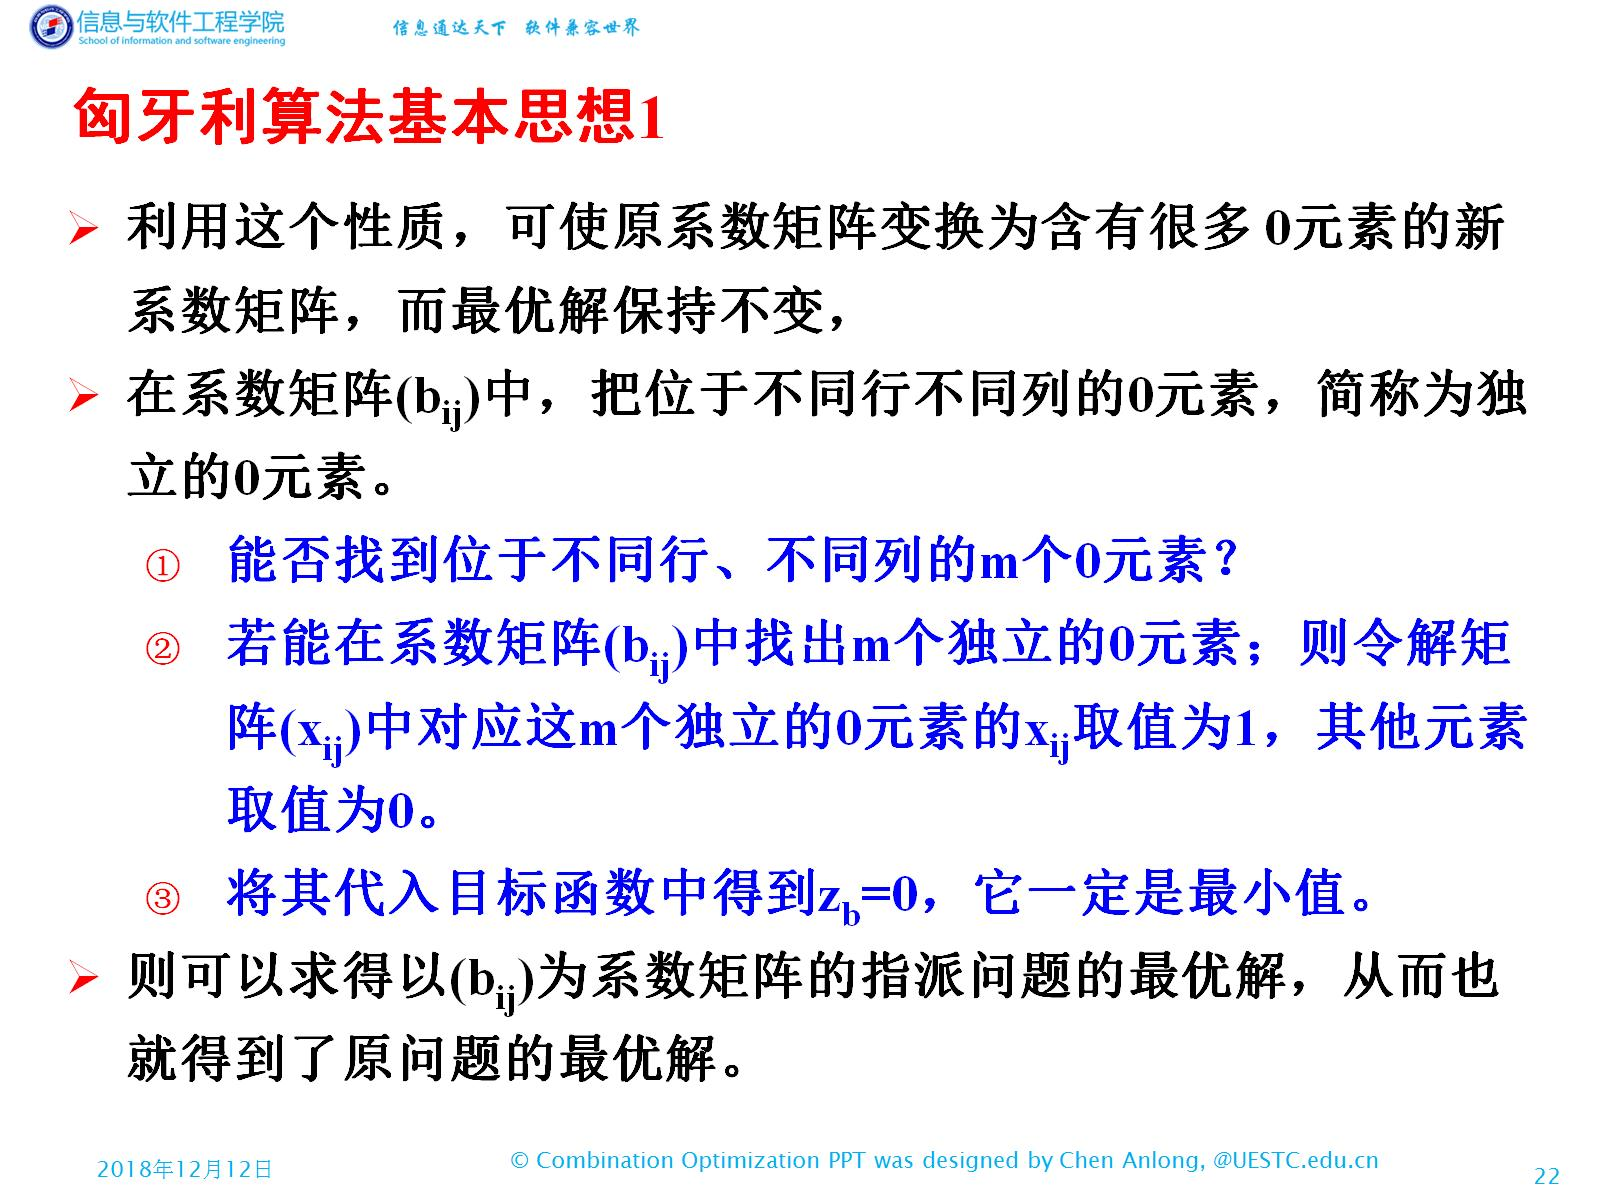 信息与软件工程学院
School of information and software engineering
信息通达天下 软件兼容世界
匈牙利算法基本思想1
➢ 利用这个性质，可使原系数矩阵变换为含有很多 0元素的新
系数矩阵，而最优解保持不变，
➢ 在系数矩阵(bij)中，把位于不同行不同列的0元素，简称为独
立的0元素。
① 能否找到位于不同行、不同列的m个0元素？
② 若能在系数矩阵(bij)中找出m个独立的0元素；则令解矩
阵(xij)中对应这m个独立的0元素的xij取值为1，其他元素
取值为0。
③ 将其代入目标函数中得到zb=0，它一定是最小值。
➢ 则可以求得以(bij)为系数矩阵的指派问题的最优解，从而也
就得到了原问题的最优解。
2018年12月12日
© Combination Optimization PPT was designed by Chen Anlong, @UESTC.edu.cn
22